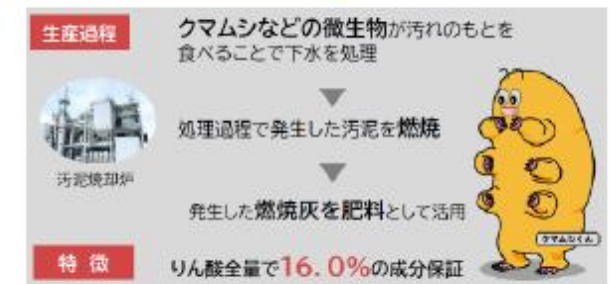 生産過程
クマムシなどの微生物が汚れのもとを
食べることで下水を処理
処理過程で発生した汚泥を燃焼
汚泥焼却炉
発生した燃焼灰を肥料として活用
クマムシくん
特徴
りん酸全量で16.0%の成分保証